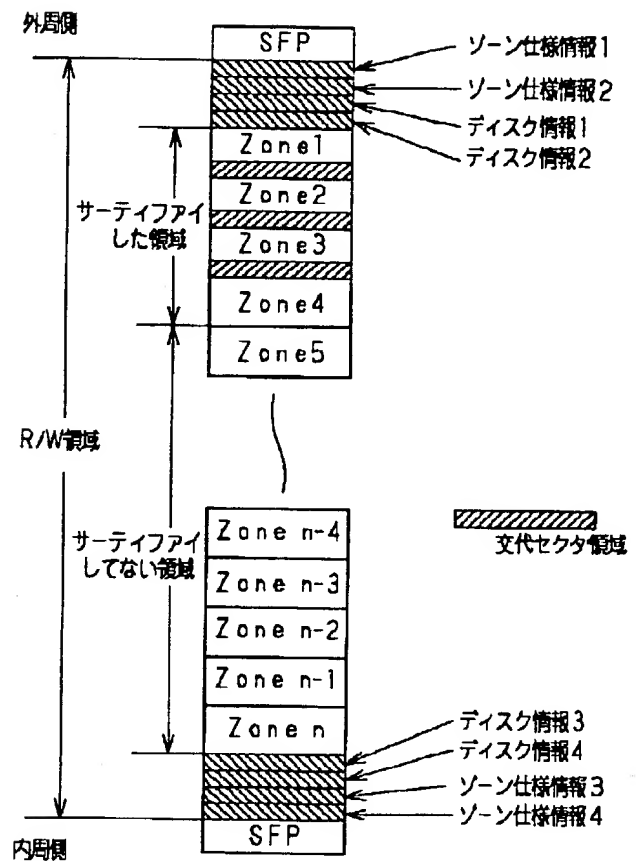 外周側
SFP
ゾーン仕様情報1
ゾーン仕様情報2
ディスク情報1
ディスク情報2
Zone1
Zone2
サーティファイ
した領域
Zone3
Zone4
Zone5
R/W領域
サーティファイ
してない領域
Zone n-4
交代セクタ領域
Zone n-3
Zone n-2
Zone n-1
Zone n
ディスク情報3
ディスク情報4
ゾーン仕様情報3
ゾーン仕様情報4
SFP
内周側